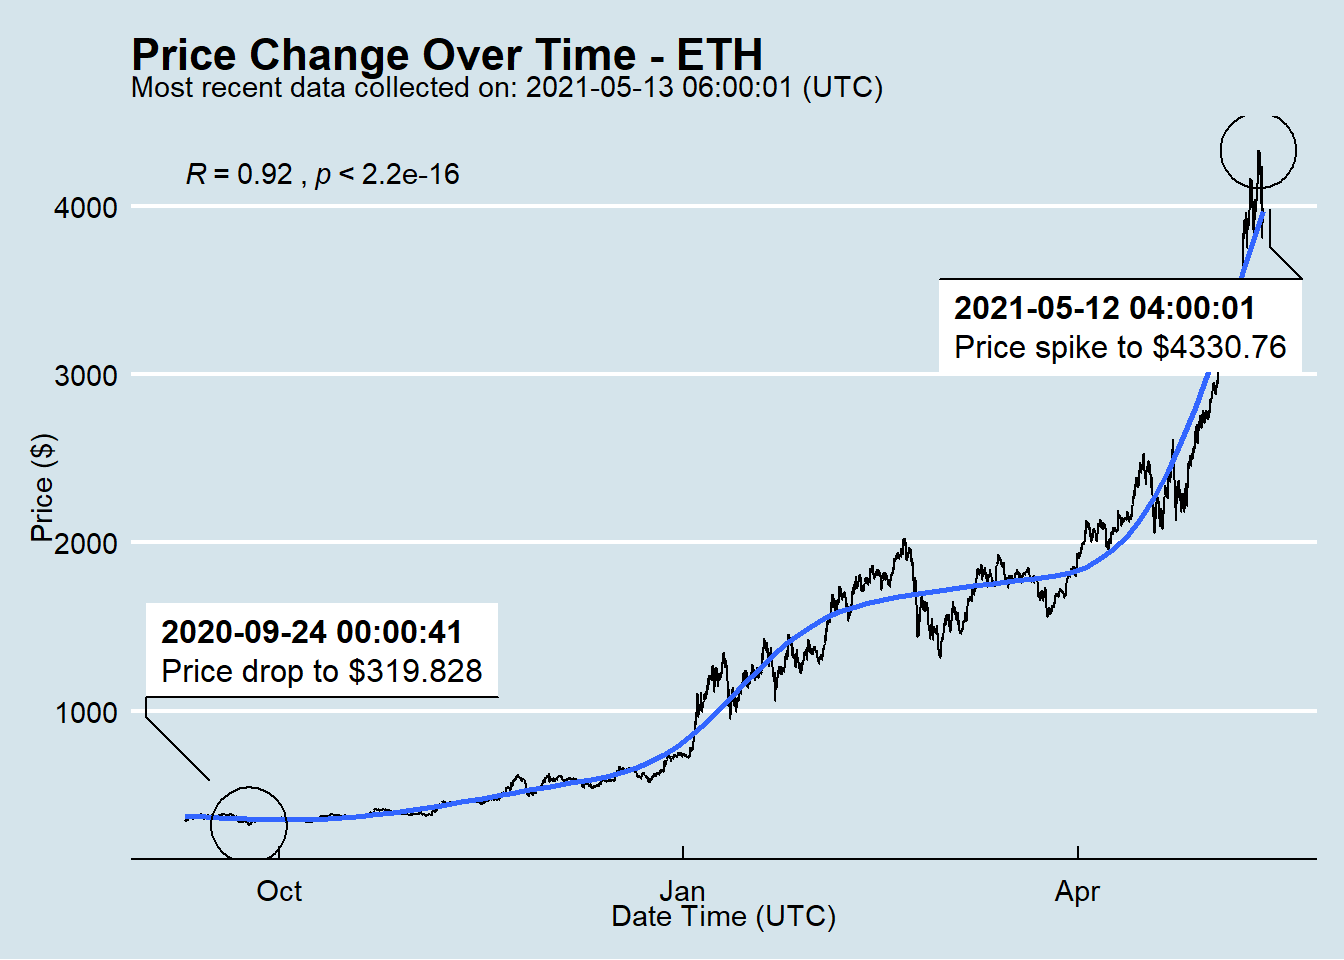 Price Change Over Time - ETH
Most recent data collected on: 2021-05-13 06:00:01 (UTC)
R = 0.92 , p < 2.2e-16
4000
2021-05-12 04:00:01
Price spike to $4330.76
3000
Price ($)
2000
2020-09-24 00:00:41
Price drop to $319.828
1000
Oct
Jan
Apr
Date Time (UTC)